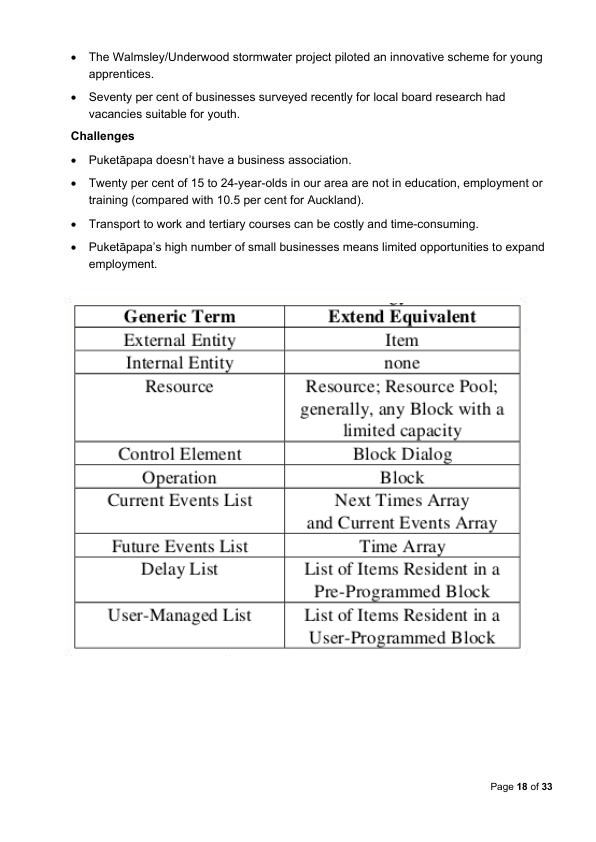 • The Walmsley/Underwood stormwater project piloted an innovative scheme for young
apprentices.
• Seventy per cent of businesses surveyed recently for local board research had
vacancies suitable for youth.
Challenges
• Puketāpapa doesn’t have a business association.
• Twenty per cent of 15 to 24-year-olds in our area are not in education, employment or
training (compared with 10.5 per cent for Auckland).
• Transport to work and tertiary courses can be costly and time-consuming.
• Puketāpapa’s high number of small businesses means limited opportunities to expand
employment.
Generic Term Extend Equivalent
External Entity Item
Internal Entity none
Resource Resource; Resource Pool;
generally, any Block with a
limited capacity
Control Element Block Dialog
Operation Block
Current Events List Next Times Array
and Current Events Array
Future Events List Time Array
Delay List List of Items Resident in a
Pre-Programmed Block
User-Managed List List of Items Resident in a
User-Programmed Block
Page 18 of 33